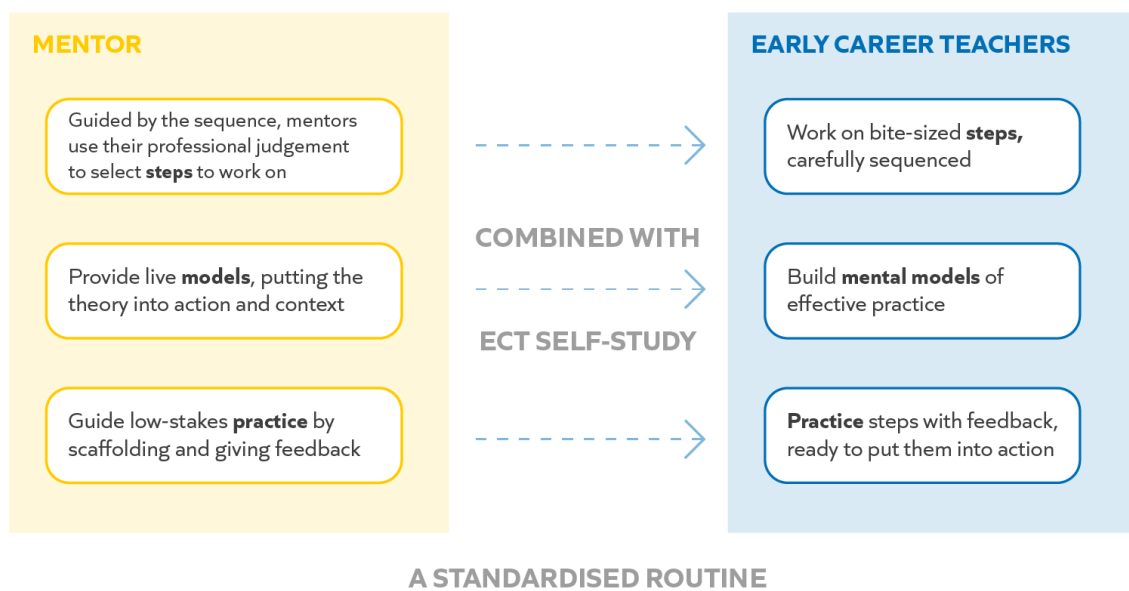 MENTOR
Guided by the sequence, mentors
use their professional judgement
to select steps to work on
Provide live models, putting the
theory into action and context
Guide low-stakes practice by
scaffolding and giving feedback
COMBINED WITH
ECT SELF-STUDY
EARLY CAREER TEACHERS
Work on bite-sized steps,
carefully sequenced
Build mental models of
effective practice
Practice steps with feedback,
ready to put them into action
A STANDARDISED ROUTINE